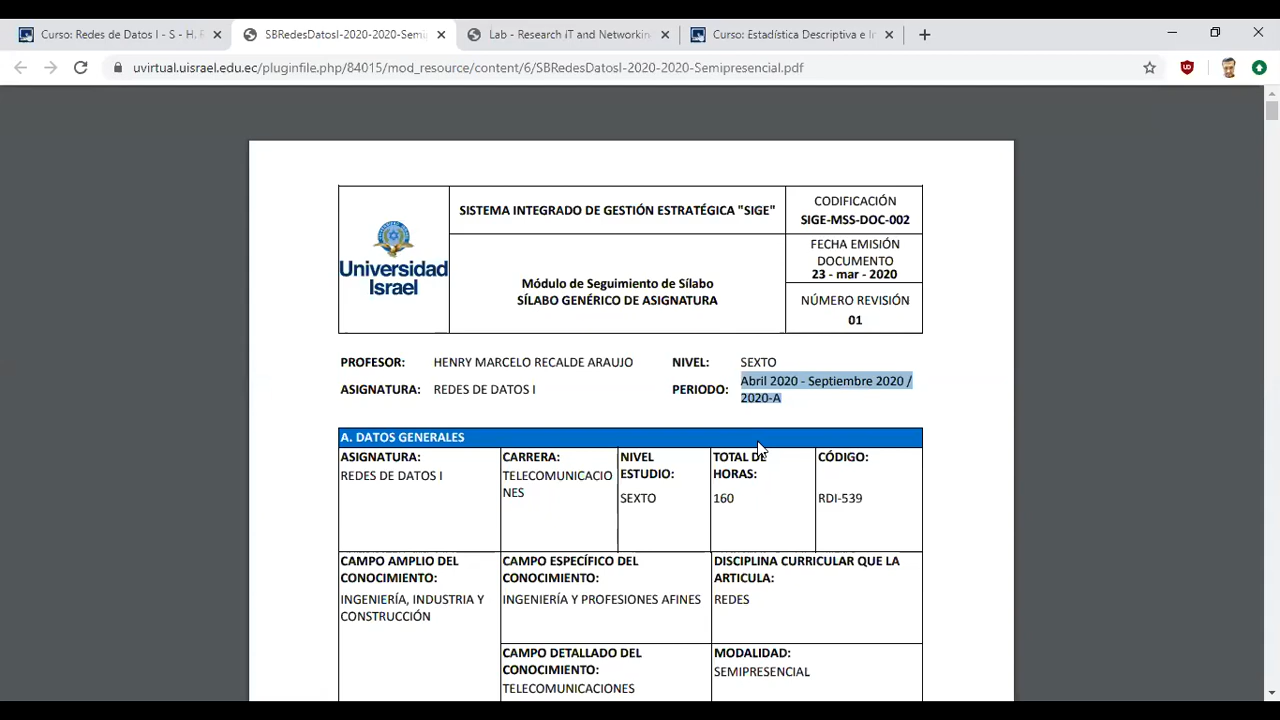 Curso: Redes de Datos I - S - H.
SBRedesDatosI-2020-2020-Semi
Lab - Research IT and Networkin
Curso: Estadística Descriptiva e I
uvirtual.uisrael.edu.ec/pluginfile.php/84015/mod_resource/content/6/SBRedesDatosI-2020-2020-Semipresencial.pdf
Universidad
Israel
SISTEMA INTEGRADO DE GESTIÓN ESTRATÉGICA "SIGE"
Módulo de Seguimiento de Sílabo
SÍLABO GENÉRICO DE ASIGNATURA
CODIFICACIÓN
SIGE-MSS-DOC-002
FECHA EMISIÓN
DOCUMENTO
23 - mar - 2020
NÚMERO REVISIÓN
01
PROFESOR: HENRY MARCELO RECALDE ARAUJO NIVEL: SEXTO
ASIGNATURA: REDES DE DATOS I PERIODO: Abril 2020 - Septiembre 2020 /
2020-A
A. DATOS GENERALES
ASIGNATURA:
REDES DE DATOS I
CARRERA:
TELECOMUNICACIO
NES
NIVEL
ESTUDIO:
SEXTO
TOTAL DE
HORAS:
160
CÓDIGO:
RDI-539
CAMPO AMPLIO DEL
CONOCIMIENTO:
INGENIERÍA, INDUSTRIA Y
CONSTRUCCIÓN
CAMPO ESPECÍFICO DEL
CONOCIMIENTO:
INGENIERÍA Y PROFESIONES AFINES
DISCIPLINA CURRICULAR QUE LA
ARTICULA:
REDES
CAMPO DETALLADO DEL
CONOCIMIENTO:
TELECOMUNICACIONES
MODALIDAD:
SEMIPRESENCIAL